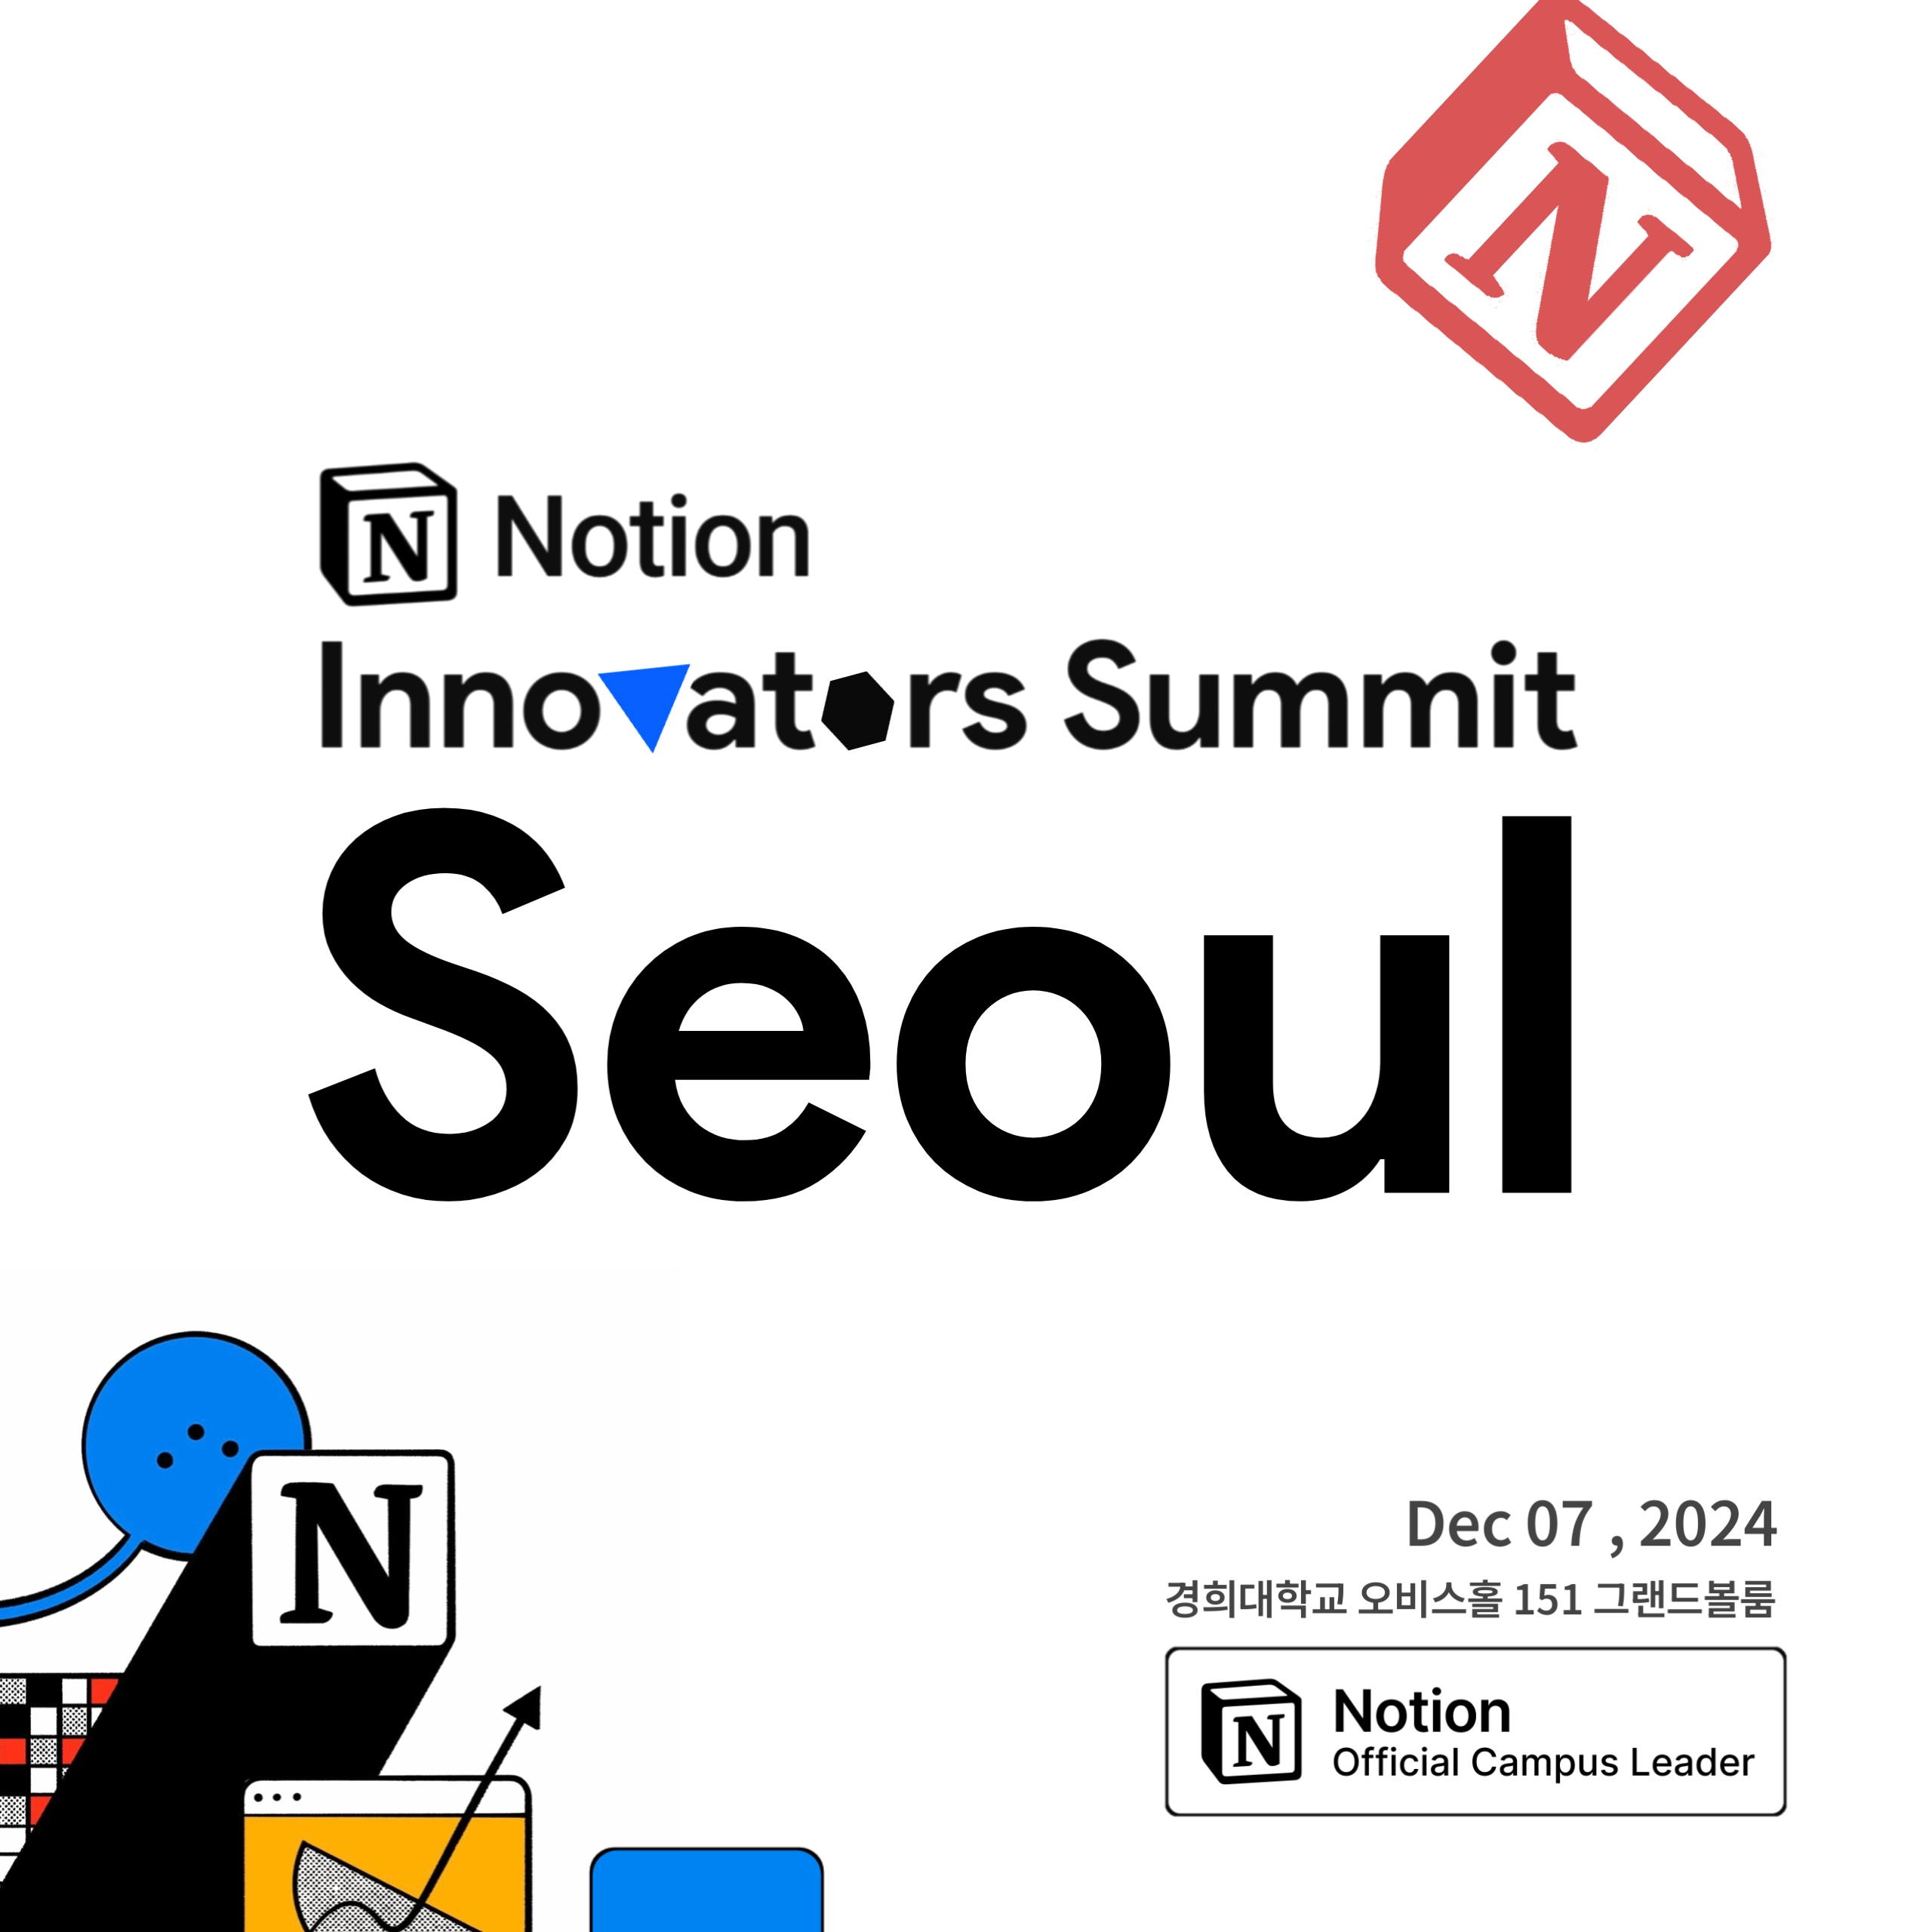 N
N Notion
Innovators Summit
Seoul
N
Dec 07 , 2024
경희대학교 오비스홀 151 그랜드볼룸
N Notion
Official Campus Leader